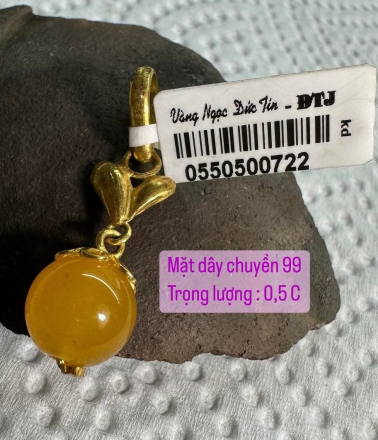 Vàng Ngọc Đức Tín - ĐTJ
kd
0550500722
Mặt dây chuyền 99
Trọng lượng : 0,5 C